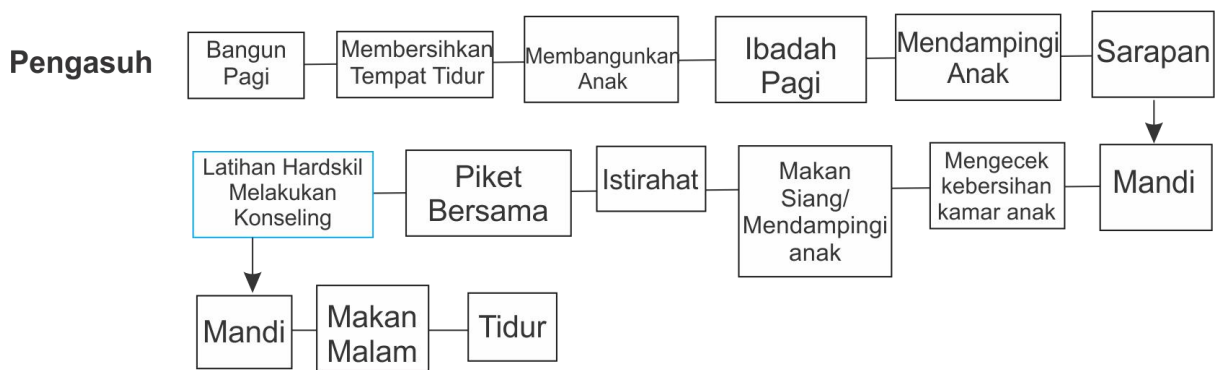 Pengasuh
Bangun
Pagi
Membersihkan
Tempat Tidur
Membangunkan
Anak
Ibadah
Pagi
Mendampingi
Anak
Sarapan
Mandi
Mengecek
kebersihan
kamar anak
Makan
Siang/
Mendampingi
anak
Istirahat
Piket
Bersama
Latihan Hardskil
Melakukan
Konseling
Mandi
Makan
Malam
Tidur